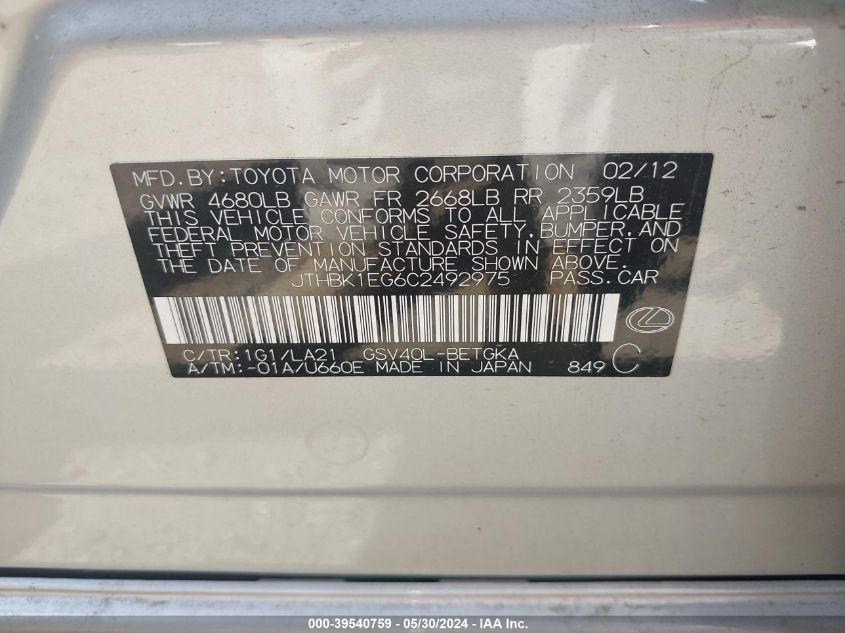 MFD.BY:TOYOTA MOTOR CORPORATION 02/12
GVWR 4680LB GAWR FR 2668LB RR 2359LB
THIS VEHICLE CONFORMS TO ALL APPLICABLE
FEDERAL MOTOR VEHICLE SAFETY,BUMPER,AND
THEFT PREVENTION STANDARDS IN EFFECT ON
THE DATE OF MANUFACTURE SHOWN ABOVE.
JTHBK1EG6C2492975 PASS.CAR
C/TR:1G1/LA21 GSV40L-BETGKA
A/TM:-01A/U660E MADE IN JAPAN 849 C
000-39540759 — 05/30/2024 — IAA Inc.